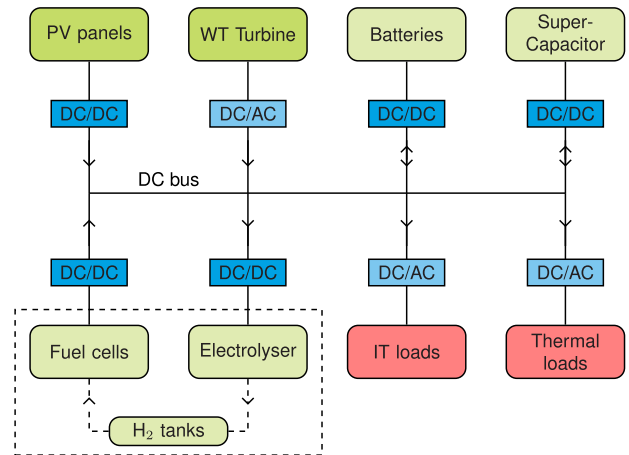 PV panels
WT Turbine
Batteries
Super-
Capacitor
DC/DC
DC/AC
DC/DC
DC/DC
DC bus
DC/DC
DC/DC
DC/AC
DC/AC
Fuel cells
Electrolyser
IT loads
Thermal
loads
H₂ tanks